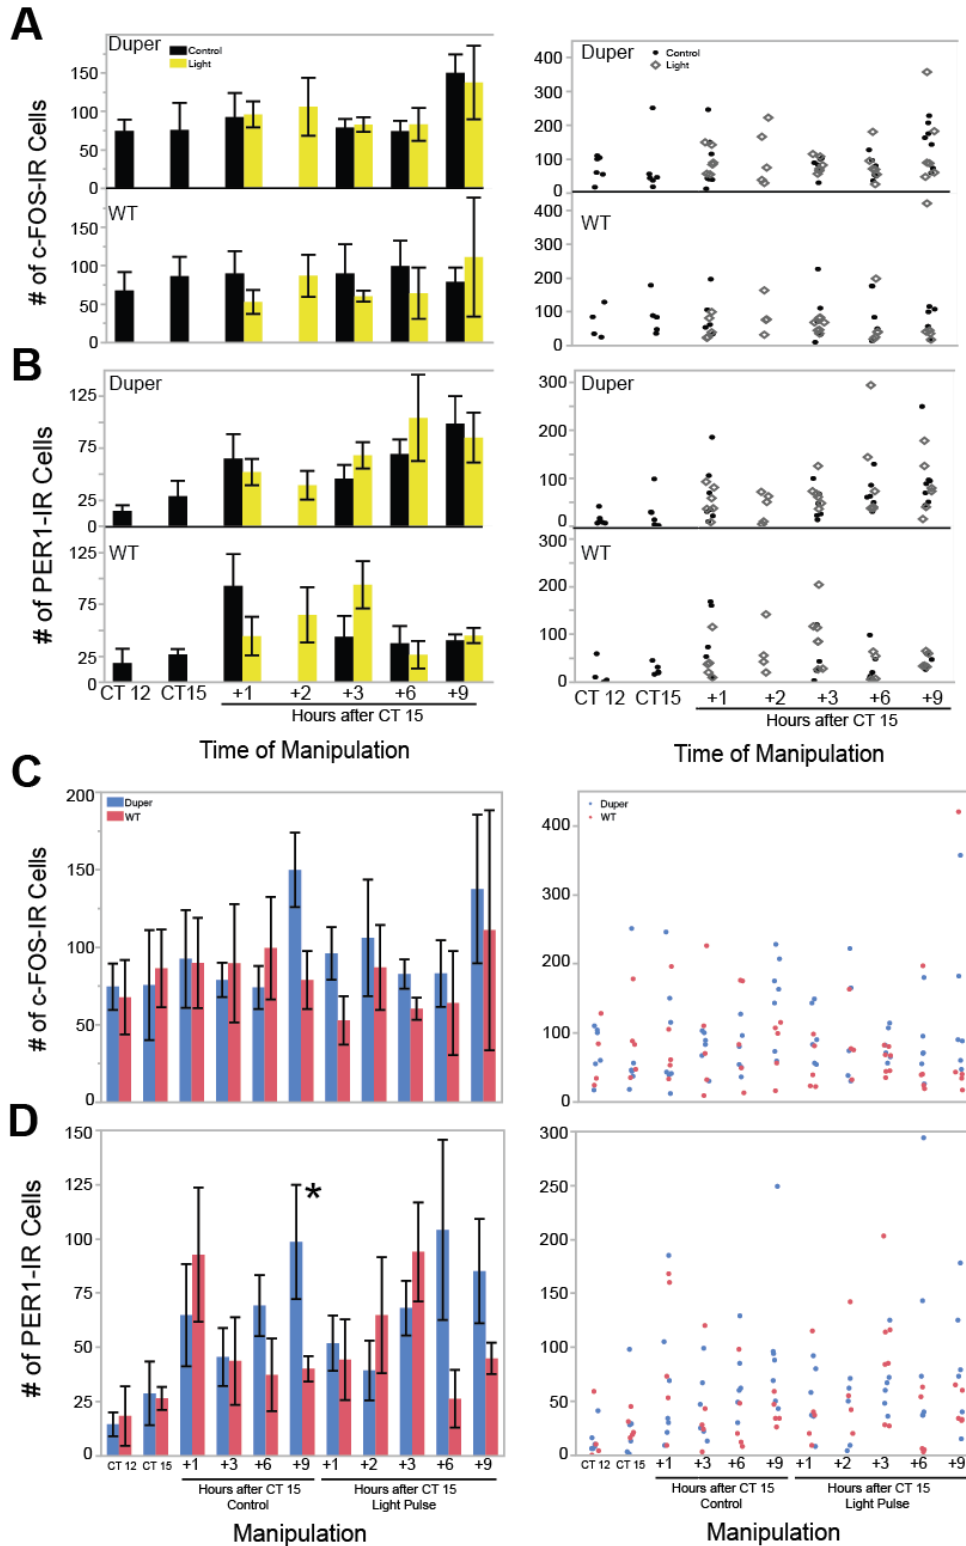 A
Duper
Control
Light
150
100
50
0
WT
150
100
50
0
# of c-FOS-IR Cells
Duper
Control
Light
400
300
200
100
0
WT
400
300
200
100
0
B
Duper
125
75
25
0
WT
125
75
25
0
# of PER1-IR Cells
CT 12 CT15 +1 +2 +3 +6 +9
Hours after CT 15
Time of Manipulation
Duper
300
200
100
0
WT
300
200
100
0
CT 12 CT15 +1 +2 +3 +6 +9
Hours after CT 15
Time of Manipulation
C
200
150
100
50
0
Duper
WT
# of c-FOS-IR Cells
Duper
WT
400
300
200
100
0
D
150
125
100
75
50
25
0
*
# of PER1-IR Cells
CT 12 CT 15 +1 +3 +6 +9 +1 +2 +3 +6 +9
Hours after CT 15 Hours after CT 15
Control Light Pulse
Manipulation
300
250
200
150
100
50
0
CT 12 CT 15 +1 +3 +6 +9 +1 +2 +3 +6 +9
Hours after CT 15 Hours after CT 15
Control Light Pulse
Manipulation